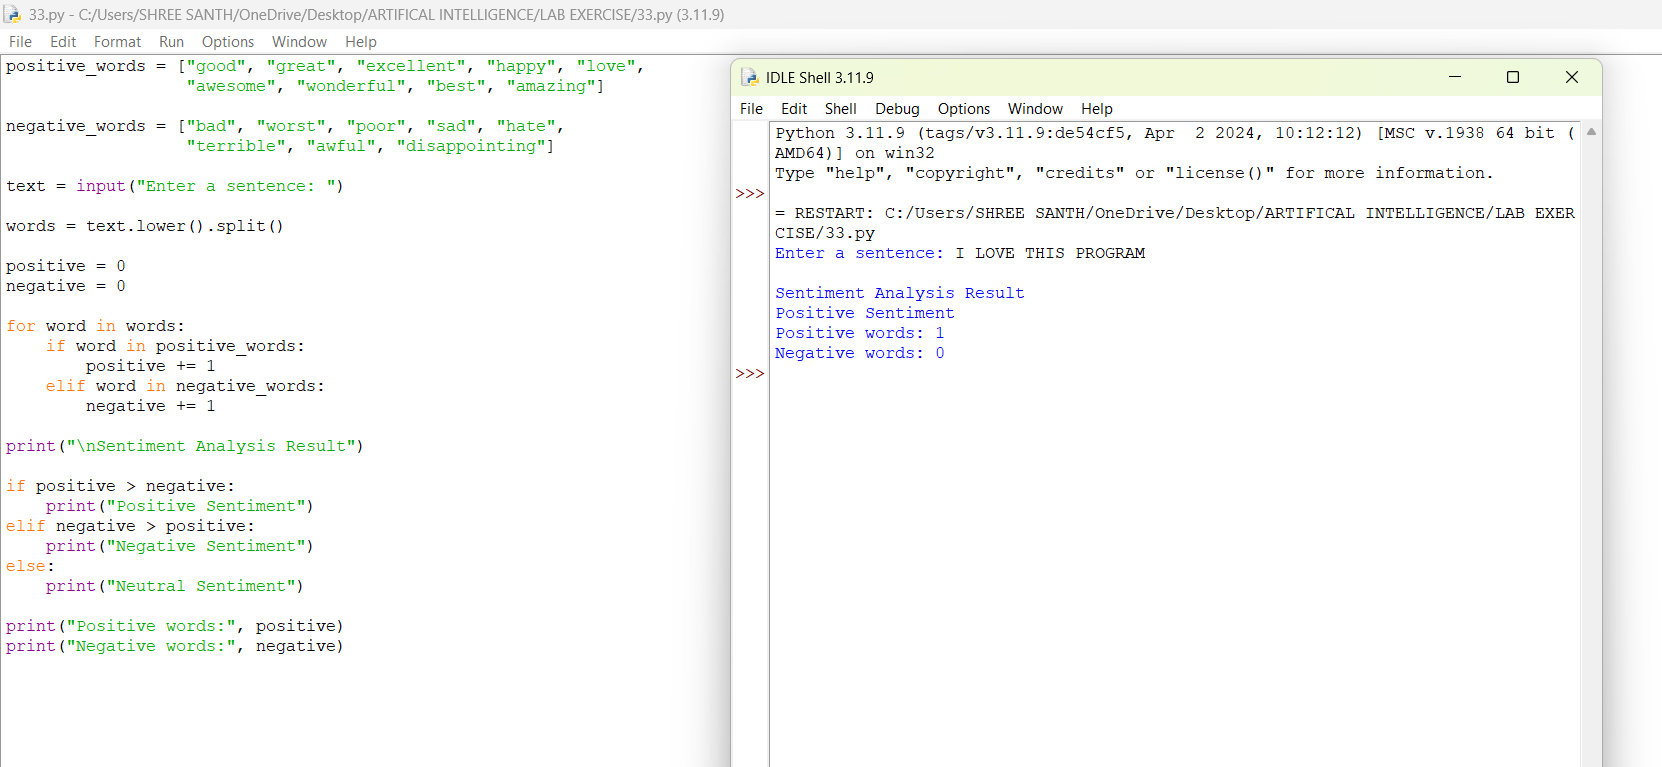 33.py - C:/Users/SHREE SANTH/OneDrive/Desktop/ARTIFICAL INTELLIGENCE/LAB EXERCISE/33.py (3.11.9)
File Edit Format Run Options Window Help
positive_words = ["good", "great", "excellent", "happy", "love",
                  "awesome", "wonderful", "best", "amazing"]

negative_words = ["bad", "worst", "poor", "sad", "hate",
                  "terrible", "awful", "disappointing"]

text = input("Enter a sentence: ")

words = text.lower().split()

positive = 0
negative = 0

for word in words:
    if word in positive_words:
        positive += 1
    elif word in negative_words:
        negative += 1

print("\nSentiment Analysis Result")

if positive > negative:
    print("Positive Sentiment")
elif negative > positive:
    print("Negative Sentiment")
else:
    print("Neutral Sentiment")

print("Positive words:", positive)
print("Negative words:", negative)
IDLE Shell 3.11.9
File Edit Shell Debug Options Window Help
Python 3.11.9 (tags/v3.11.9:de54cf5, Apr  2 2024, 10:12:12) [MSC v.1938 64 bit (
AMD64)] on win32
Type "help", "copyright", "credits" or "license()" for more information.
>>>
= RESTART: C:/Users/SHREE SANTH/OneDrive/Desktop/ARTIFICAL INTELLIGENCE/LAB EXER
CISE/33.py
Enter a sentence: I LOVE THIS PROGRAM

Sentiment Analysis Result
Positive Sentiment
Positive words: 1
Negative words: 0
>>>